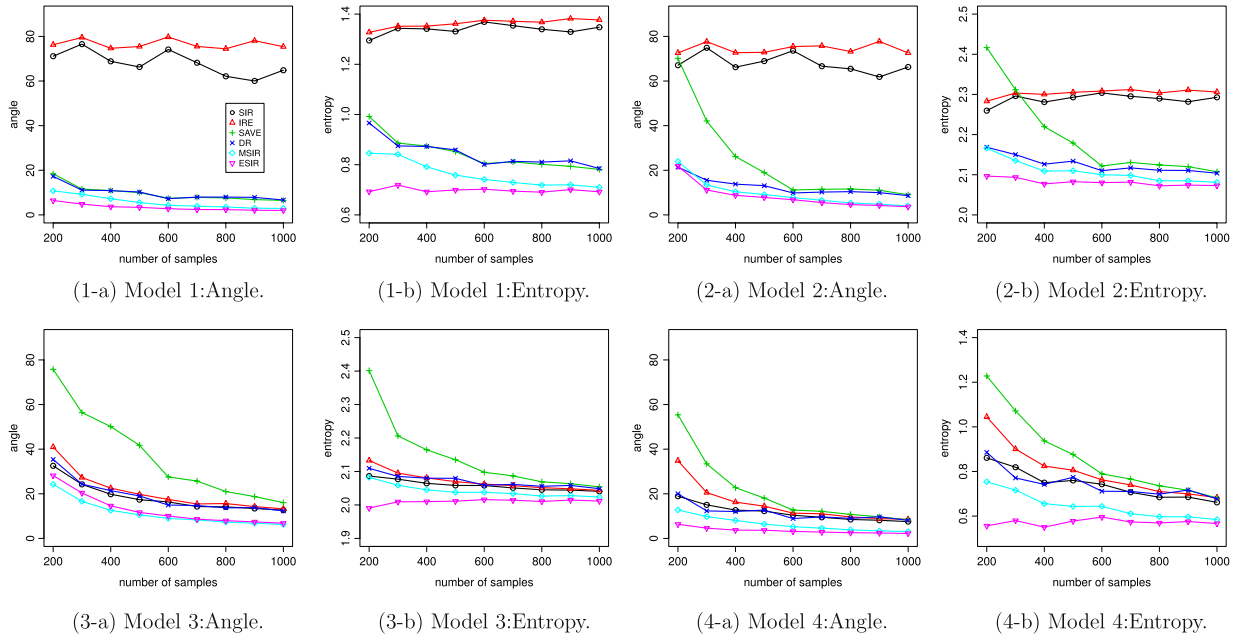 angle
0 20 40 60 80
200 400 600 800 1000
number of samples
SIR
IRE
SAVE
DR
MSIR
ESIR
(1-a) Model 1:Angle.
entropy
0.6 0.8 1.0 1.2 1.4
200 400 600 800 1000
number of samples
(1-b) Model 1:Entropy.
angle
0 20 40 60 80
200 400 600 800 1000
number of samples
(2-a) Model 2:Angle.
entropy
2.0 2.1 2.2 2.3 2.4 2.5
200 400 600 800 1000
number of samples
(2-b) Model 2:Entropy.
angle
0 20 40 60 80
200 400 600 800 1000
number of samples
(3-a) Model 3:Angle.
entropy
1.9 2.0 2.1 2.2 2.3 2.4 2.5
200 400 600 800 1000
number of samples
(3-b) Model 3:Entropy.
angle
0 20 40 60 80
200 400 600 800 1000
number of samples
(4-a) Model 4:Angle.
entropy
0.6 0.8 1.0 1.2 1.4
200 400 600 800 1000
number of samples
(4-b) Model 4:Entropy.